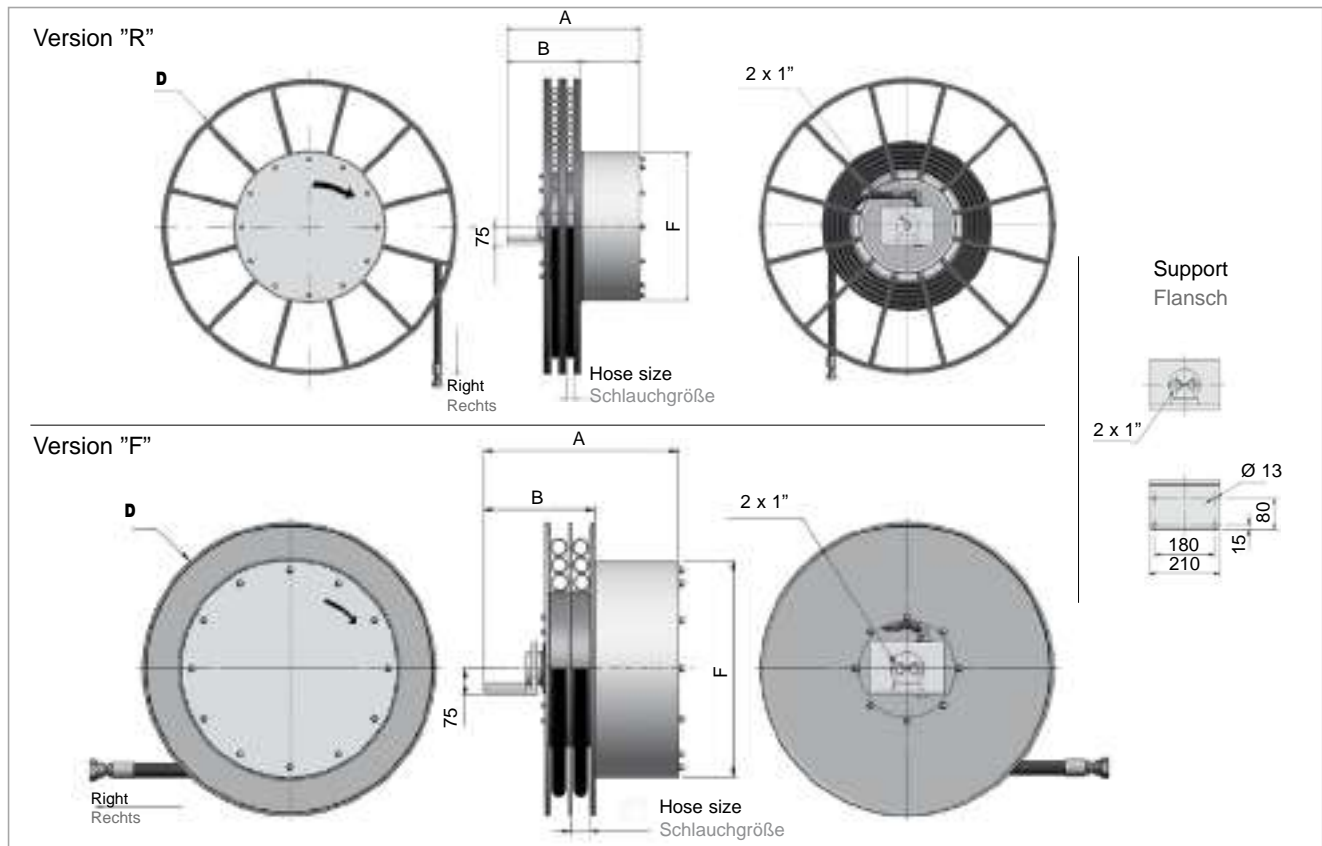 Version ”R”
D
A
B
75
F
Hose size
Schlauchgröße
Right
Rechts
2 x 1”
Support
Flansch
2 x 1”
Ø 13
80
15
180
210
Version ”F”
D
A
B
75
F
Hose size
Schlauchgröße
Right
Rechts
2 x 1”